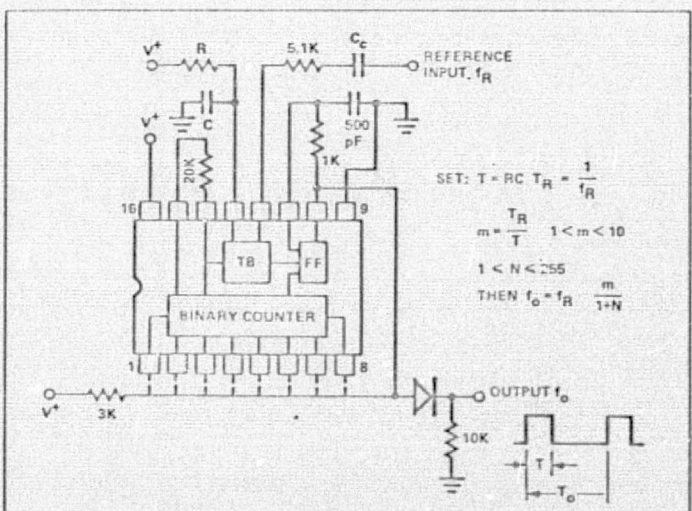 V+
R
5.1K
Cc
REFERENCE
INPUT, fR
V+
C
500
pF
20K
1K
16
9
SET: T = RC TR = 1/fR
m = TR/T 1 < m < 10
1 < N < 255
THEN fo = fR m/1+N
TB
FF
BINARY COUNTER
1
8
V+
3K
OUTPUT fo
10K
T
To